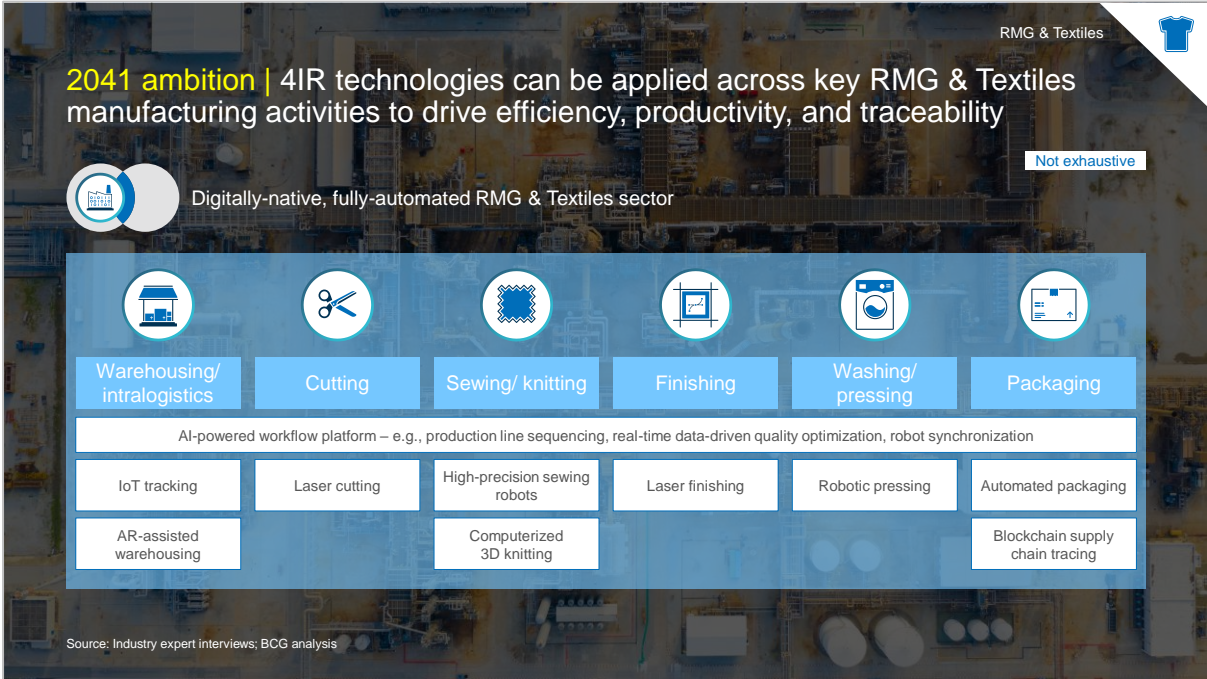 RMG & Textiles
2041 ambition | 4IR technologies can be applied across key RMG & Textiles
manufacturing activities to drive efficiency, productivity, and traceability
Not exhaustive
Digitally-native, fully-automated RMG & Textiles sector
Warehousing/
intralogistics
Cutting
Sewing/ knitting
Finishing
Washing/
pressing
Packaging
AI-powered workflow platform – e.g., production line sequencing, real-time data-driven quality optimization, robot synchronization
IoT tracking
Laser cutting
High-precision sewing
robots
Laser finishing
Robotic pressing
Automated packaging
AR-assisted
warehousing
Computerized
3D knitting
Blockchain supply
chain tracing
Source: Industry expert interviews; BCG analysis